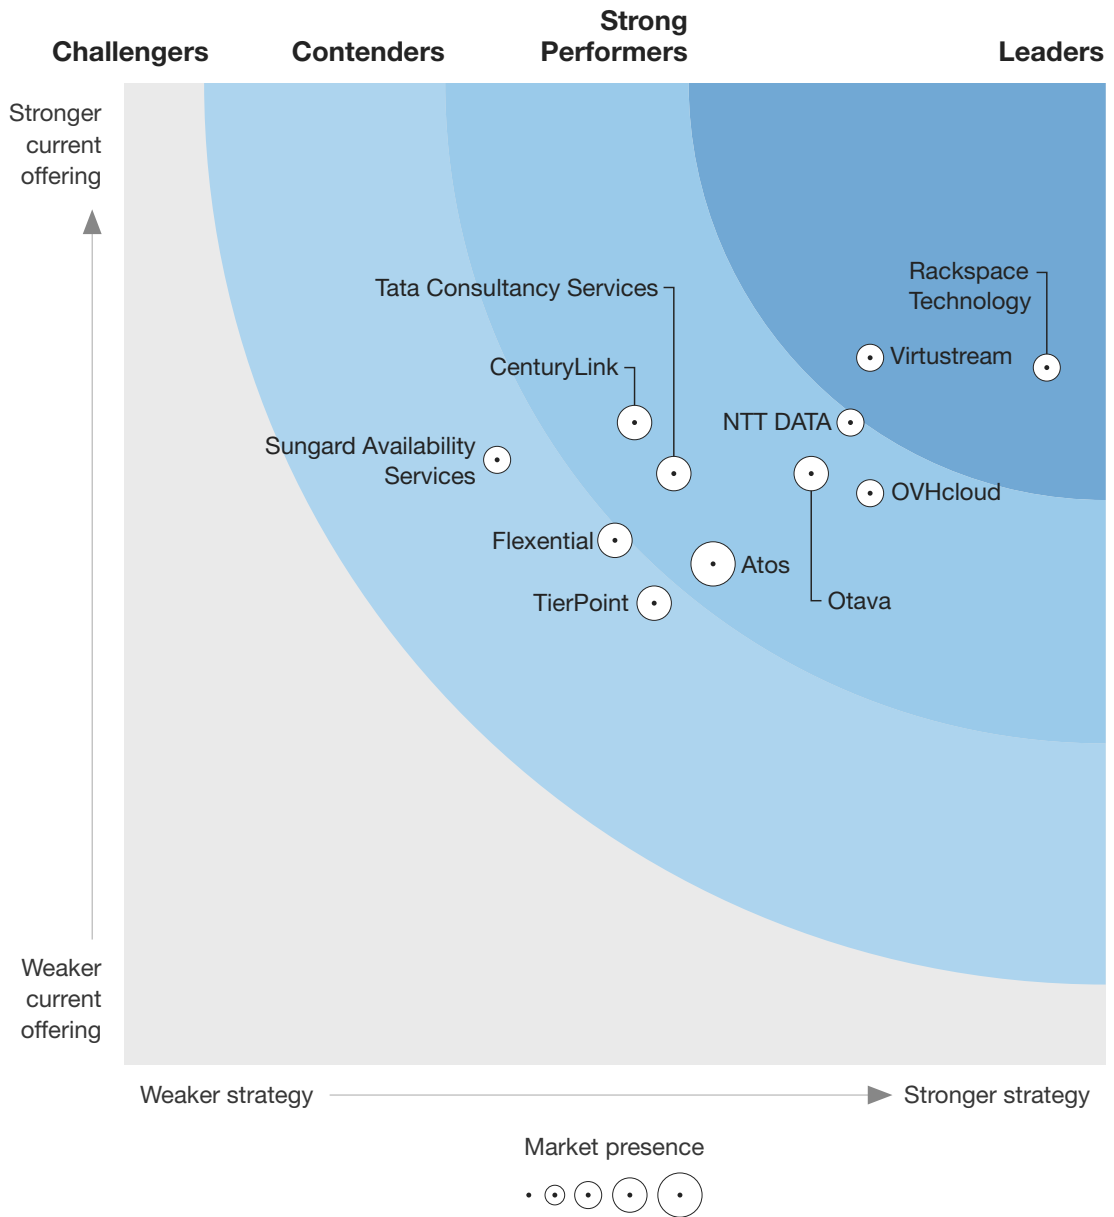 Challengers
Contenders
Strong
Performers
Leaders
Stronger
current
offering
Tata Consultancy Services
Rackspace
Technology
CenturyLink
Virtustream
NTT DATA
Sungard Availability
Services
OVHcloud
Flexential
Atos
TierPoint
Otava
Weaker
current
offering
Weaker strategy
Stronger strategy
Market presence